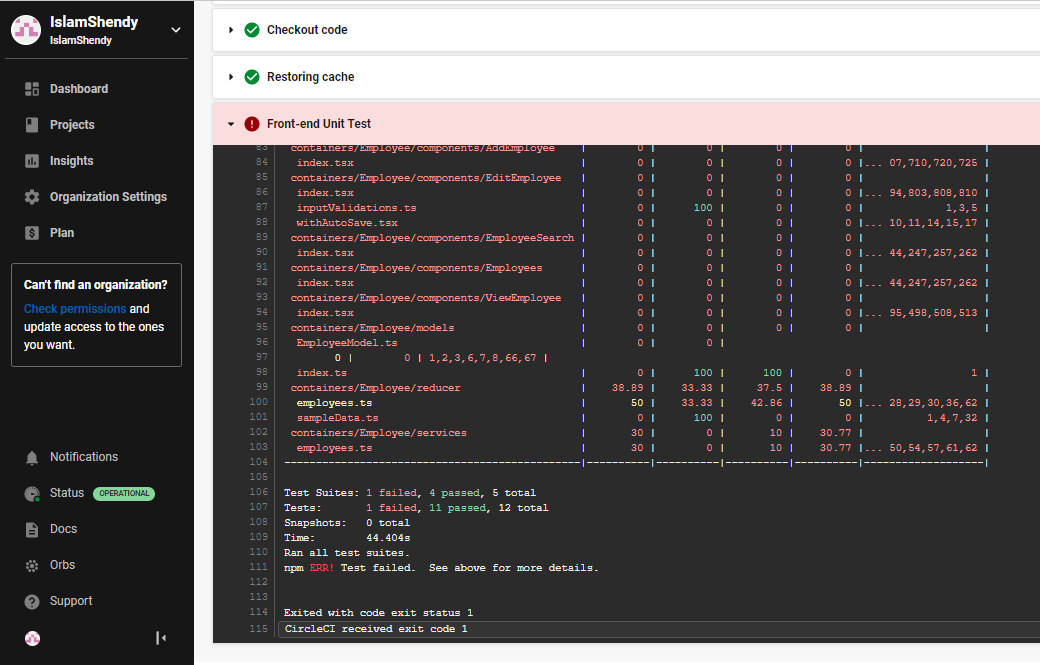 IslamShendy
IslamShendy
Dashboard
Projects
Insights
Organization Settings
$ Plan
Can't find an organization?
Check permissions and
update access to the ones
you want.
Notifications
Status OPERATIONAL
Docs
Orbs
? Support
Checkout code
Restoring cache
! Front-end Unit Test
83 containers/Employee/components/AddEmployee | 0 | 0 | 0 | 0 | |
84 index.tsx | 0 | 0 | 0 | 0 |... 07,710,720,725 |
85 containers/Employee/components/EditEmployee | 0 | 0 | 0 | 0 | |
86 index.tsx | 0 | 0 | 0 | 0 |... 94,803,808,810 |
87 inputValidations.ts | 0 | 100 | 0 | 0 | 1,3,5 |
88 withAutoSave.tsx | 0 | 0 | 0 | 0 |... 10,11,14,15,17 |
89 containers/Employee/components/EmployeeSearch | 0 | 0 | 0 | 0 | |
90 index.tsx | 0 | 0 | 0 | 0 |... 44,247,257,262 |
91 containers/Employee/components/Employees | 0 | 0 | 0 | 0 | |
92 index.tsx | 0 | 0 | 0 | 0 |... 44,247,257,262 |
93 containers/Employee/components/ViewEmployee | 0 | 0 | 0 | 0 | |
94 index.tsx | 0 | 0 | 0 | 0 |... 95,498,508,513 |
95 containers/Employee/models | 0 | 0 | 0 | 0 | |
96 EmployeeModel.ts | 0 | 0 |
97 0 | 0 | 1,2,3,6,7,8,66,67 |
98 index.ts | 0 | 100 | 100 | 0 | 1 |
99 containers/Employee/reducer | 38.89 | 33.33 | 37.5 | 38.89 | |
100 employees.ts | 50 | 33.33 | 42.86 | 50 |... 28,29,30,36,62 |
101 sampleData.ts | 0 | 100 | 0 | 0 | 1,4,7,32 |
102 containers/Employee/services | 30 | 0 | 10 | 30.77 | |
103 employees.ts | 30 | 0 | 10 | 30.77 |... 50,54,57,61,62 |
104 -----------------------------------------------|----------|----------|----------|----------|-------------------|
105
106 Test Suites: 1 failed, 4 passed, 5 total
107 Tests: 1 failed, 11 passed, 12 total
108 Snapshots: 0 total
109 Time: 44.404s
110 Ran all test suites.
111 npm ERR! Test failed. See above for more details.
112
113
114 Exited with code exit status 1
115 CircleCI received exit code 1